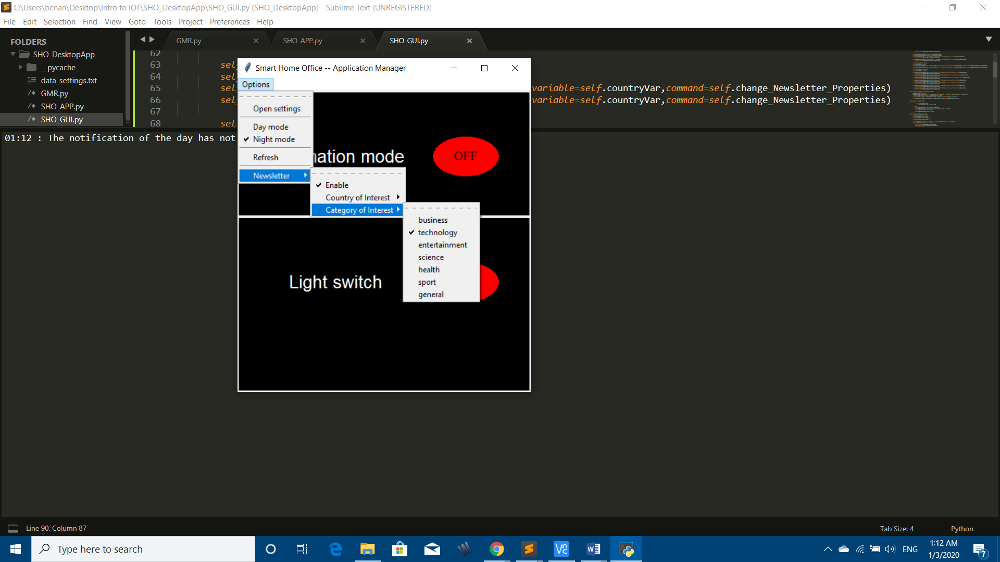 C:\Users\benan\Desktop\Intro to IOT\SHO_DesktopApp\SHO_GUI.py (SHO_DesktopApp) - Sublime Text (UNREGISTERED)
File Edit Selection Find View Goto Tools Project Preferences Help
FOLDERS
SHO_DesktopApp
__pycache__
data_settings.txt
GMR.py
SHO_APP.py
SHO_GUI.py
GMR.py SHO_APP.py SHO_GUI.py
62
63 sel
64 sel
65 sel variable=self.countryVar,command=self.change_Newsletter_Properties)
66 sel variable=self.countryVar,command=self.change_Newsletter_Properties)
67
68 sel
01:12 : The notification of the day has not
Smart Home Office -- Application Manager
Options
Open settings
Day mode
Night mode
Refresh
Newsletter
Enable
Country of Interest
Category of Interest
business
technology
entertainment
science
health
sport
general
mation mode
OFF
Light switch
Line 90, Column 87
Tab Size: 4
Python
Type here to search
ENG
1:12 AM
1/3/2020
7